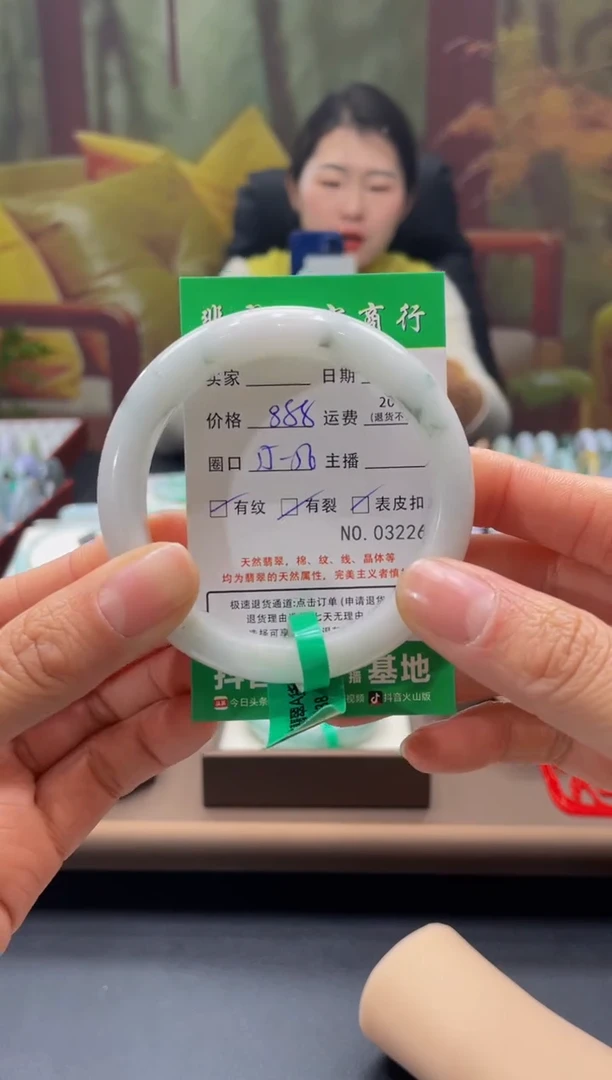 商行
买家 日期
价格 888 运费 20
(退货不
圈口 主播
有纹 有裂 表皮扣
NO.03226
天然翡翠，棉、纹、线、晶体等
均为翡翠的天然属性，完美主义者慎
极速退货通道:点击订单(申请退货
退货理由 七天无理由
播 基地
今日头条 视频 抖音火山版